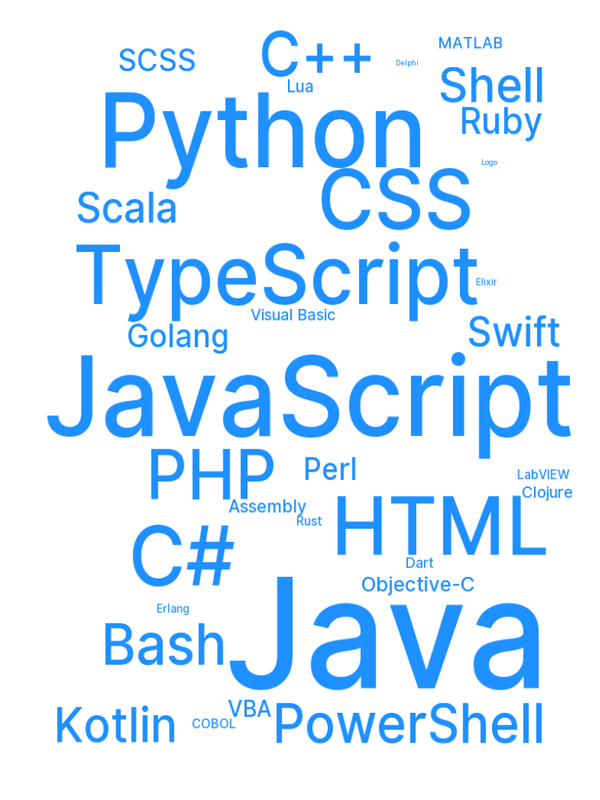 C++
MATLAB
SCSS
Delphi
Shell
Lua
Python
Ruby
Logo
CSS
Scala
TypeScript
Elixir
Visual Basic
Golang
Swift
JavaScript
PHP
Perl
LabVIEW
Clojure
Assembly
Rust
HTML
C#
Dart
Objective-C
Erlang
Java
Bash
VBA
Kotlin
COBOL
PowerShell